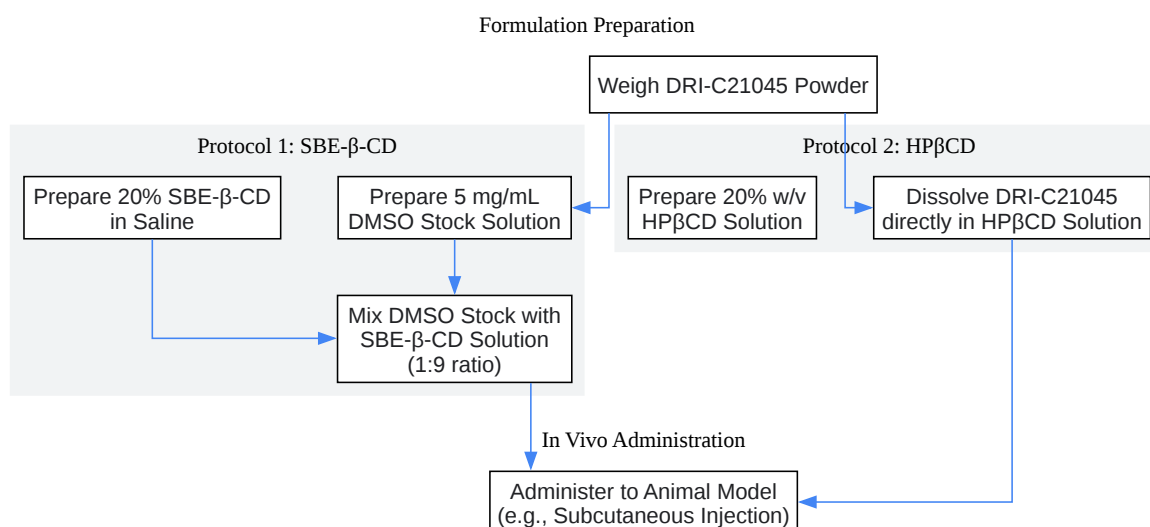 Formulation Preparation
Weigh DRI-C21045 Powder
Protocol 1: SBE-β-CD
Protocol 2: HPβCD
Prepare 20% SBE-β-CD
in Saline
Prepare 5 mg/mL
DMSO Stock Solution
Prepare 20% w/v
HPβCD Solution
Dissolve DRI-C21045
directly in HPβCD Solution
Mix DMSO Stock with
SBE-β-CD Solution
(1:9 ratio)
In Vivo Administration
Administer to Animal Model
(e.g., Subcutaneous Injection)